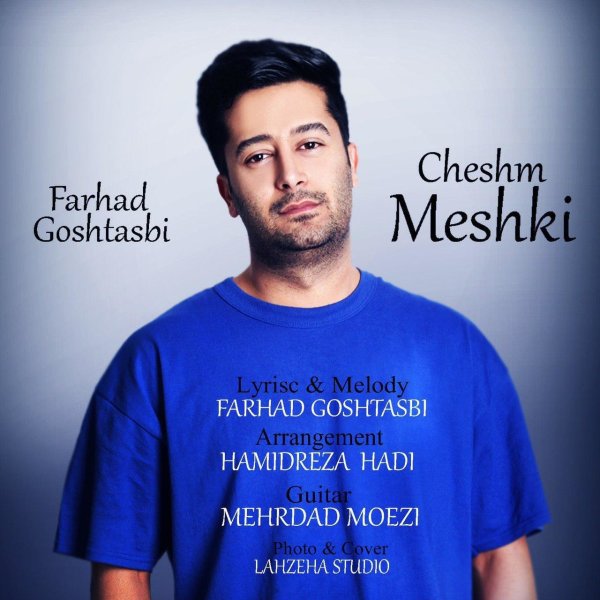 Farhad
Goshtasbi
Cheshm
Meshki
Lyrisc & Melody
FARHAD GOSHTASBI
Arrangement
HAMIDREZA HADI
Guitar
MEHRDAD MOEZI
Photo & Cover
LAHZEHA STUDIO